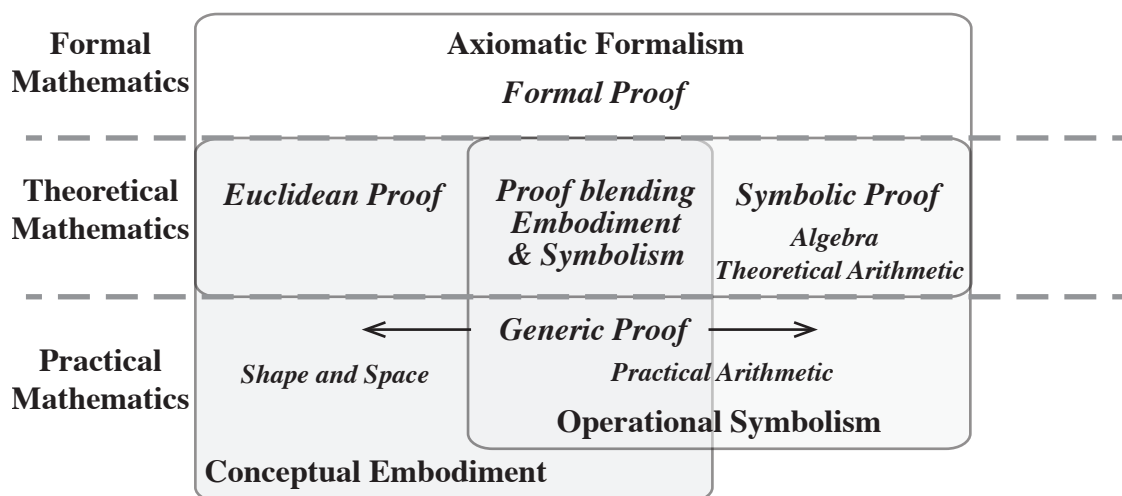 Formal
Mathematics
Axiomatic Formalism
Formal Proof
Theoretical
Mathematics
Euclidean Proof
Proof blending
Embodiment
& Symbolism
Symbolic Proof
Algebra
Theoretical Arithmetic
Practical
Mathematics
Generic Proof
Shape and Space
Practical Arithmetic
Operational Symbolism
Conceptual Embodiment